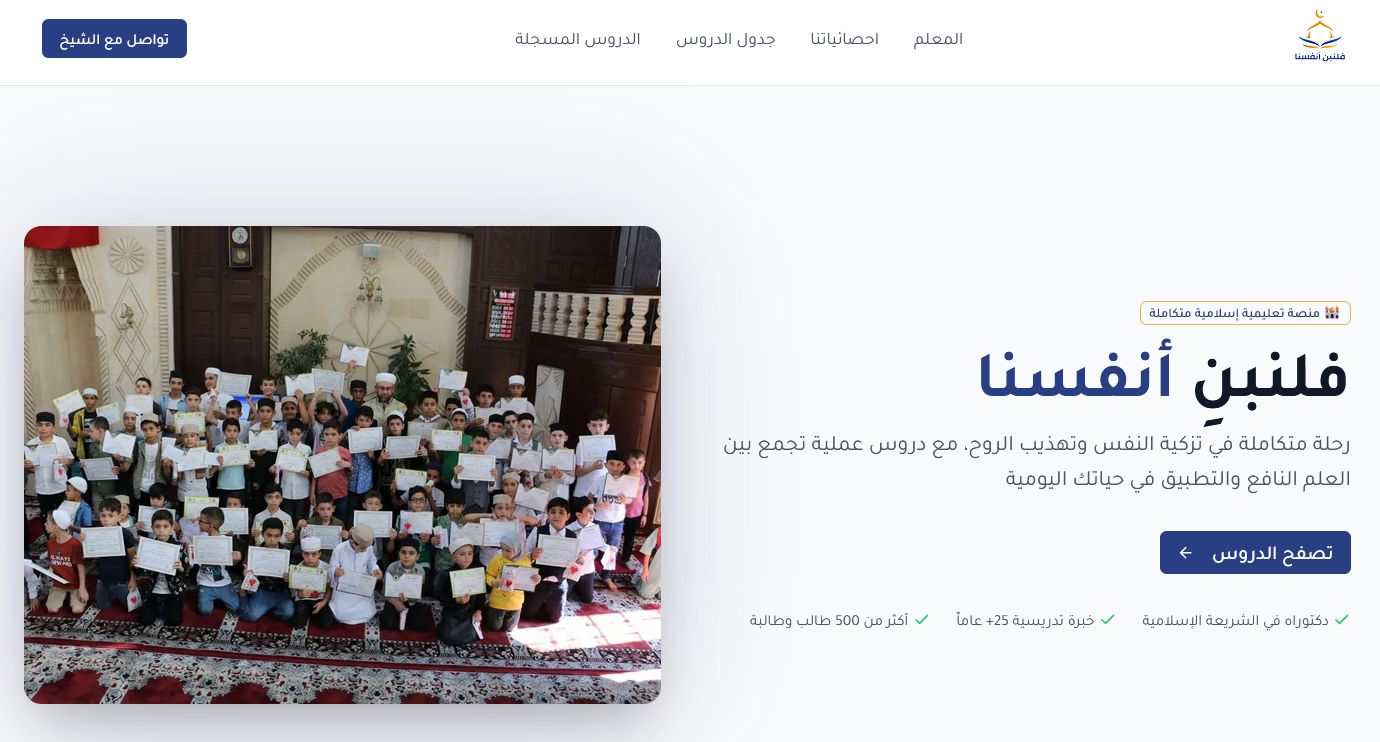 فلنبن أنفسنا
المعلم
احصائياتنا
جدول الدروس
الدروس المسجلة
تواصل مع الشيخ
منصة تعليمية إسلامية متكاملة
فلنبنِ أنفسنا
رحلة متكاملة في تزكية النفس وتهذيب الروح، مع دروس عملية تجمع بين
العلم النافع والتطبيق في حياتك اليومية
تصفح الدروس
دكتوراه في الشريعة الإسلامية
خبرة تدريسية 25+ عاماً
أكثر من 500 طالب وطالبة
ALWAYS